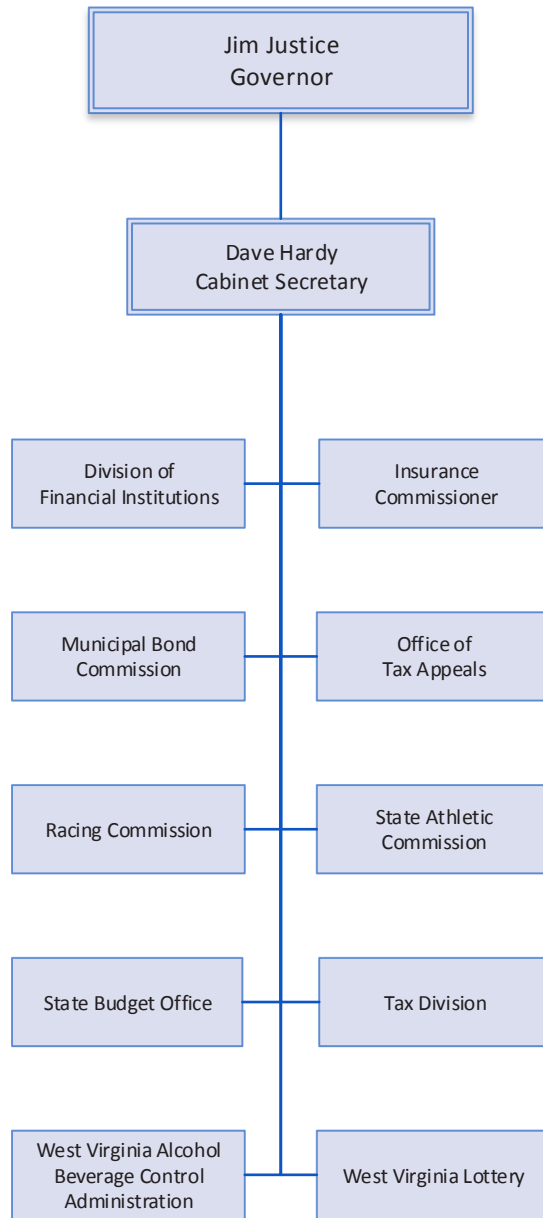 Jim Justice
Governor
Dave Hardy
Cabinet Secretary
Division of
Financial Institutions
Insurance
Commissioner
Municipal Bond
Commission
Office of
Tax Appeals
Racing Commission
State Athletic
Commission
State Budget Office
Tax Division
West Virginia Alcohol
Beverage Control
Administration
West Virginia Lottery